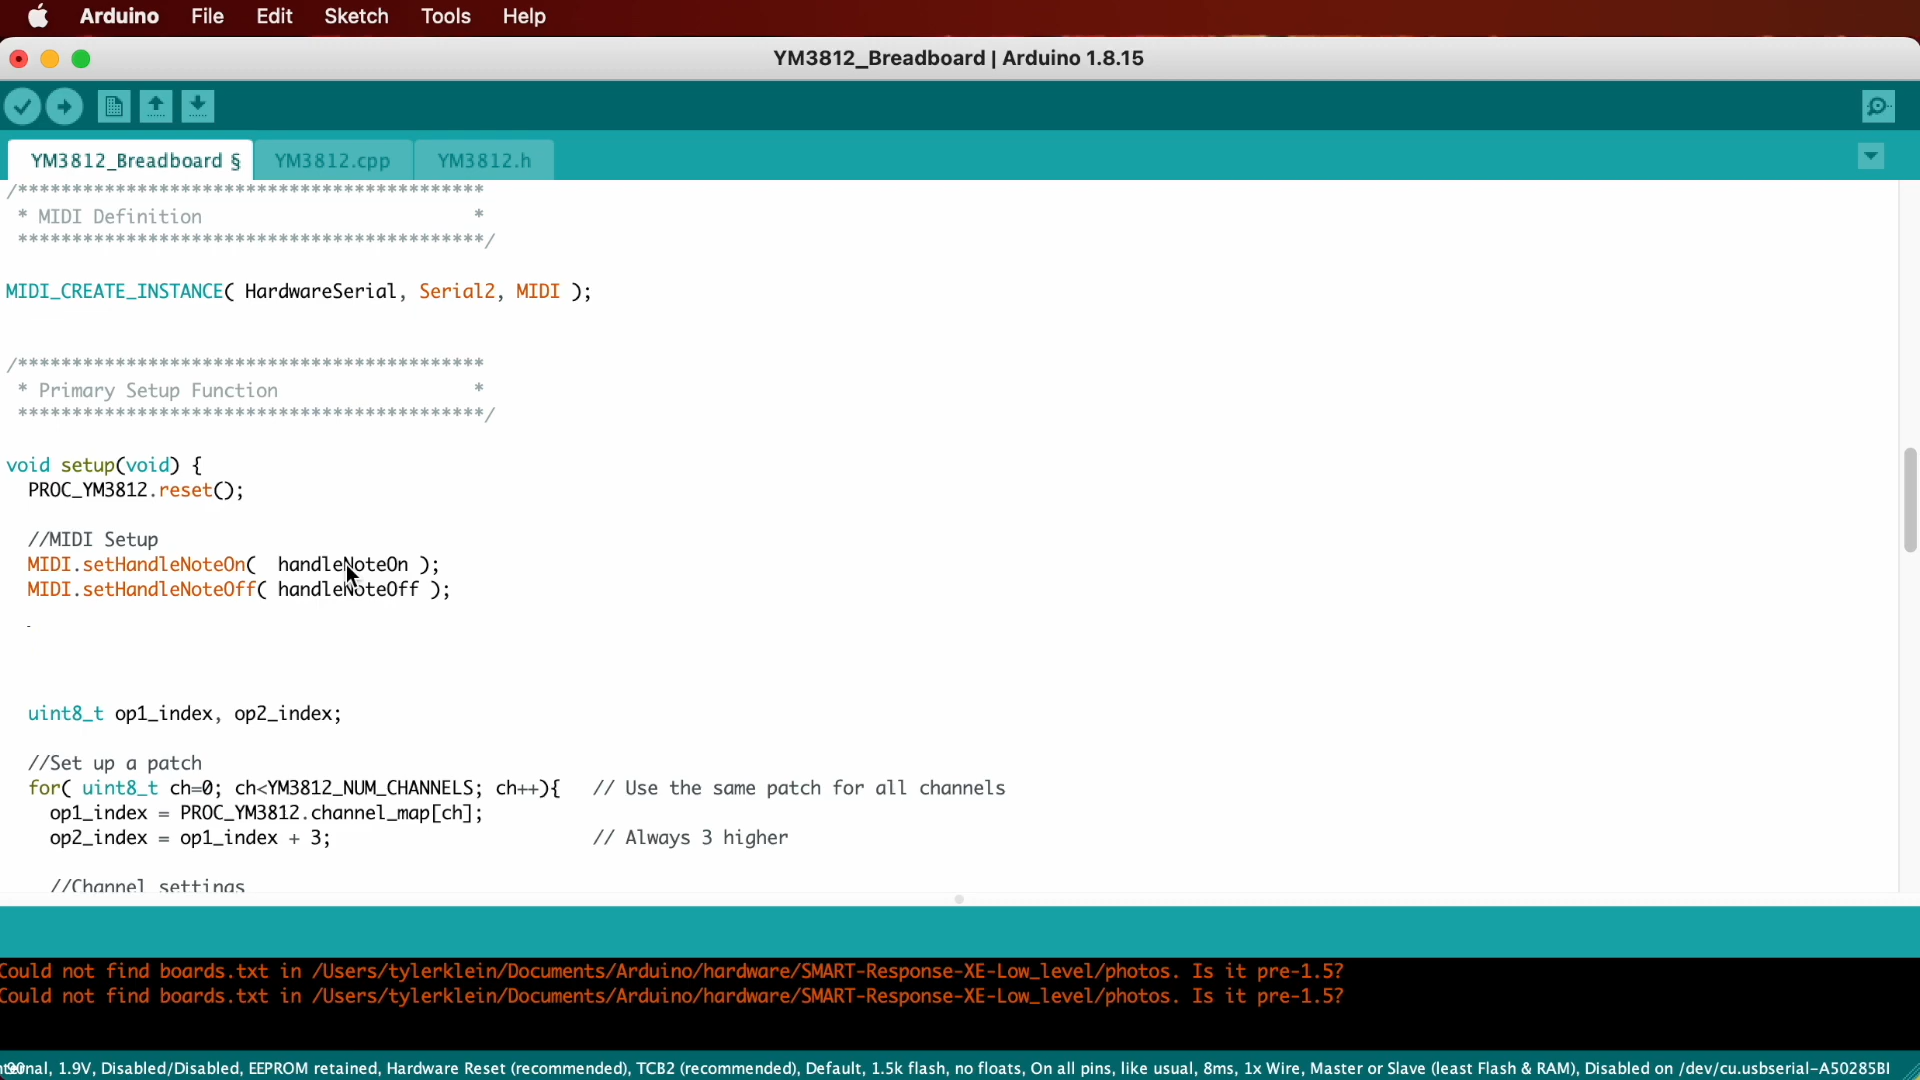 Arduino File Edit Sketch Tools Help
YM3812_Breadboard | Arduino 1.8.15
YM3812_Breadboard § YM3812.cpp YM3812.h
/*******************************************
 * MIDI Definition                         *
 *******************************************/
MIDI_CREATE_INSTANCE( HardwareSerial, Serial2, MIDI );
/*******************************************
 * Primary Setup Function                  *
 *******************************************/
void setup(void) {
  PROC_YM3812.reset();
  //MIDI Setup
  MIDI.setHandleNoteOn(  handleNoteOn );
  MIDI.setHandleNoteOff( handleNoteOff );
  uint8_t op1_index, op2_index;
  //Set up a patch
  for( uint8_t ch=0; ch<YM3812_NUM_CHANNELS; ch++){   // Use the same patch for all channels
    op1_index = PROC_YM3812.channel_map[ch];
    op2_index = op1_index + 3;                        // Always 3 higher
    //Channel settings
Could not find boards.txt in /Users/tylerklein/Documents/Arduino/hardware/SMART-Response-XE-Low_level/photos. Is it pre-1.5?
Could not find boards.txt in /Users/tylerklein/Documents/Arduino/hardware/SMART-Response-XE-Low_level/photos. Is it pre-1.5?
1.9V, Disabled/Disabled, EEPROM retained, Hardware Reset (recommended), TCB2 (recommended), Default, 1.5k flash, no floats, On all pins, like usual, 8ms, 1x Wire, Master or Slave (least Flash & RAM), Disabled on /dev/cu.usbserial-A50285BI